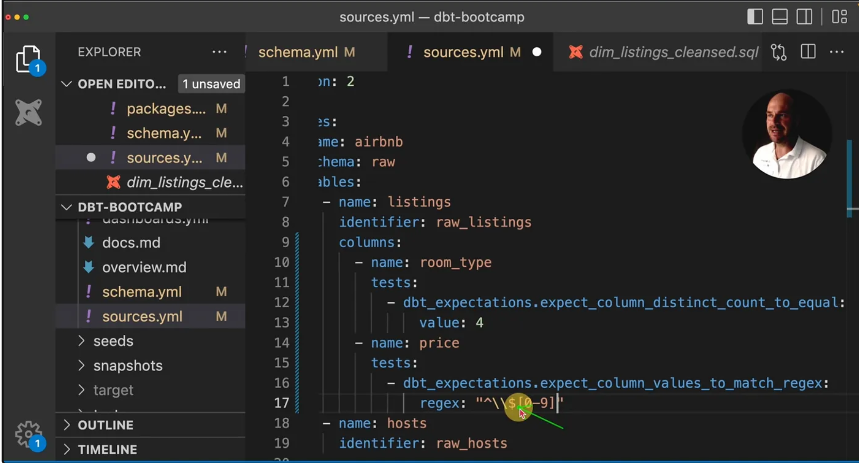 sources.yml — dbt-bootcamp
EXPLORER
schema.yml M
! sources.yml M
dim_listings_cleansed.sql
OPEN EDITO... 1 unsaved
! packages.... M
! schema.y... M
! sources.y... M
dim_listings_cle...
DBT-BOOTCAMP
dashboards.yml
docs.md
overview.md
! schema.yml M
! sources.yml M
seeds
snapshots
target
OUTLINE
TIMELINE
1
1
1 on: 2
2
3 es:
4 ame: airbnb
5 chema: raw
6 ables:
7 - name: listings
8 identifier: raw_listings
9 columns:
10 - name: room_type
11 tests:
12 - dbt_expectations.expect_column_distinct_count_to_equal:
13 value: 4
14 - name: price
15 tests:
16 - dbt_expectations.expect_column_values_to_match_regex:
17 regex: "^\\$[0-9]"
18 - name: hosts
19 identifier: raw_hosts